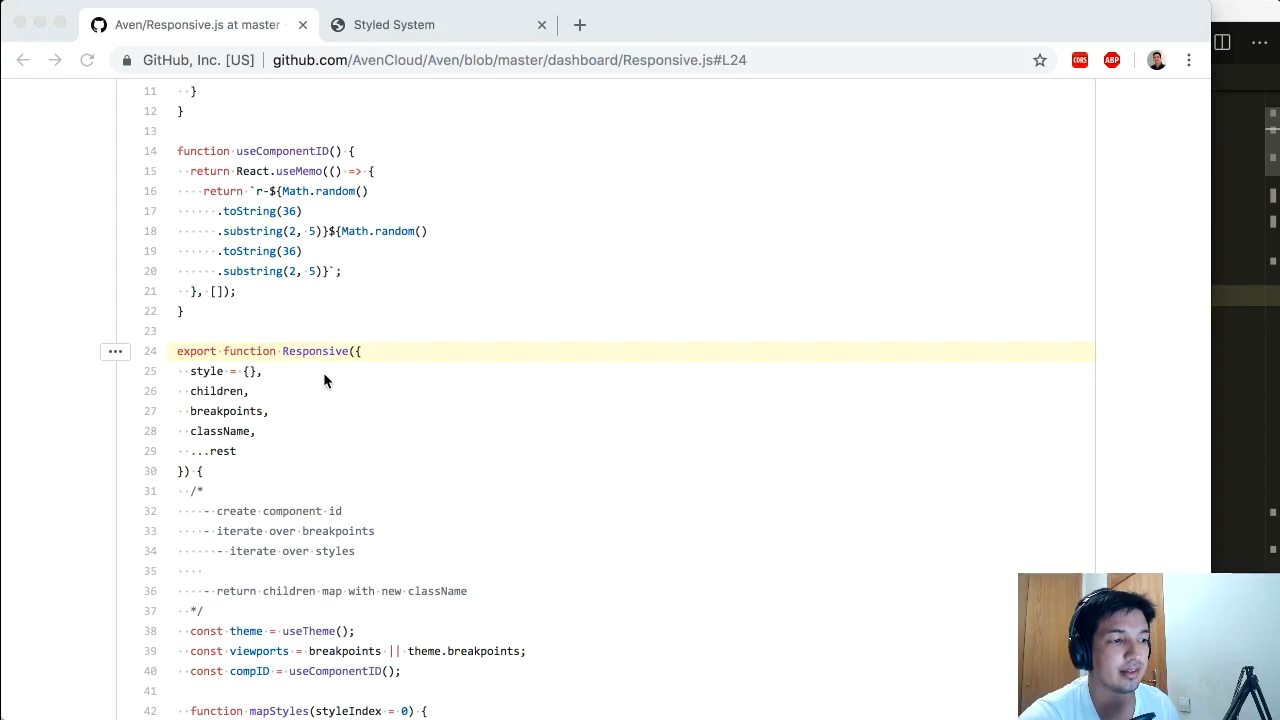 Aven/Responsive.js at master
Styled System
GitHub, Inc. [US]
github.com/AvenCloud/Aven/blob/master/dashboard/Responsive.js#L24
CORS
ABP
11 ··}
12 }
13
14 function·useComponentID()·{
15 ··return·React.useMemo(()·=>·{
16 ····return·`r-${Math.random()
17 ······.toString(36)
18 ······.substring(2,·5)}${Math.random()
19 ······.toString(36)
20 ······.substring(2,·5)}`;
21 ··},·[]);
22 }
23
24 export·function·Responsive({
25 ··style·=·{},
26 ··children,
27 ··breakpoints,
28 ··className,
29 ··...rest
30 })·{
31 ··/*
32 ····-·create·component·id
33 ····-·iterate·over·breakpoints
34 ······-·iterate·over·styles
35 ····
36 ····-·return·children·map·with·new·className
37 ··*/
38 ··const·theme·=·useTheme();
39 ··const·viewports·=·breakpoints·||·theme.breakpoints;
40 ··const·compID·=·useComponentID();
41
42 ··function·mapStyles(styleIndex·=·0)·{